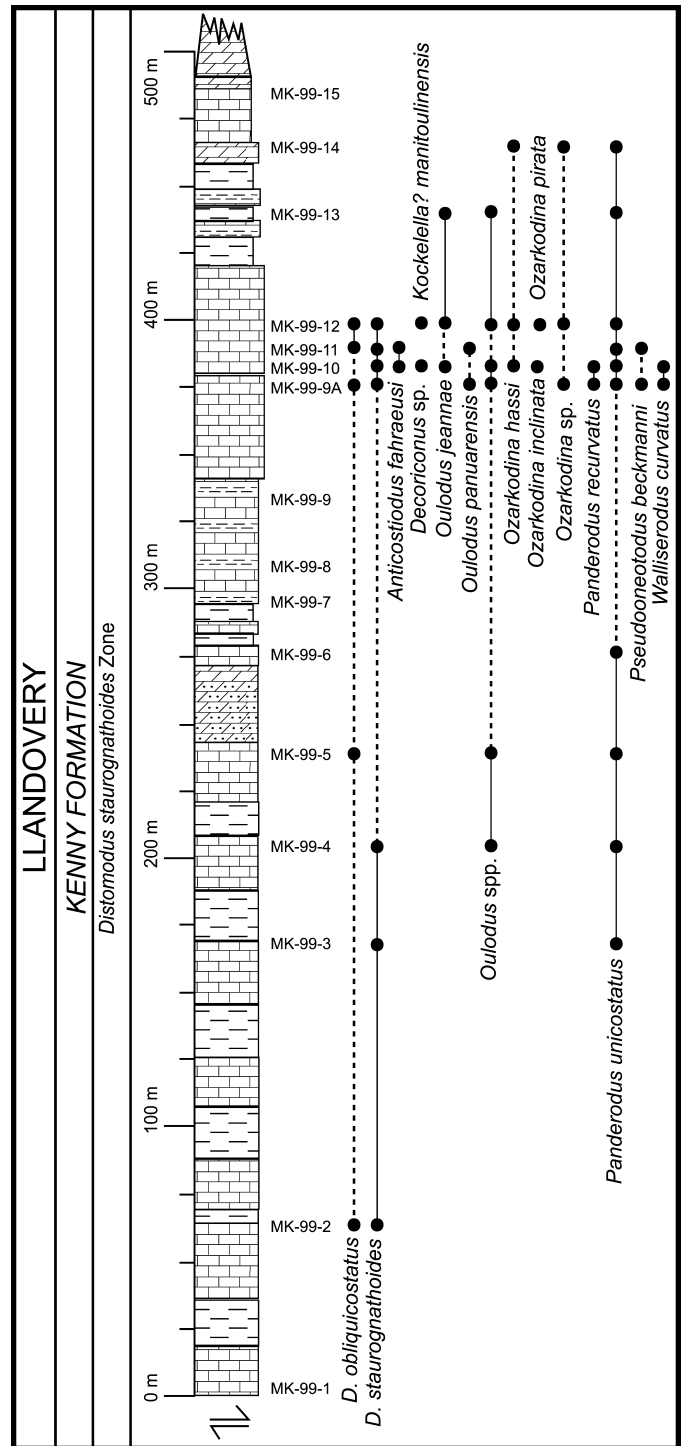 LLANDOVERY
KENNY FORMATION
Distomodus staurognathoides Zone
500 m
400 m
300 m
200 m
100 m
0 m
MK-99-15
MK-99-14
MK-99-13
MK-99-12
MK-99-11
MK-99-10
MK-99-9A
MK-99-9
MK-99-8
MK-99-7
MK-99-6
MK-99-5
MK-99-4
MK-99-3
MK-99-2
MK-99-1
D. obliquicostatus
D. staurognathoides
Anticostiodus fahraeusi
Decoriconus sp.
Kockelella? manitoulinensis
Oulodus jeannae
Oulodus panuarensis
Oulodus spp.
Ozarkodina hassi
Ozarkodina inclinata
Ozarkodina pirata
Ozarkodina sp.
Panderodus recurvatus
Panderodus unicostatus
Pseudooneotodus beckmanni
Walliserodus curvatus